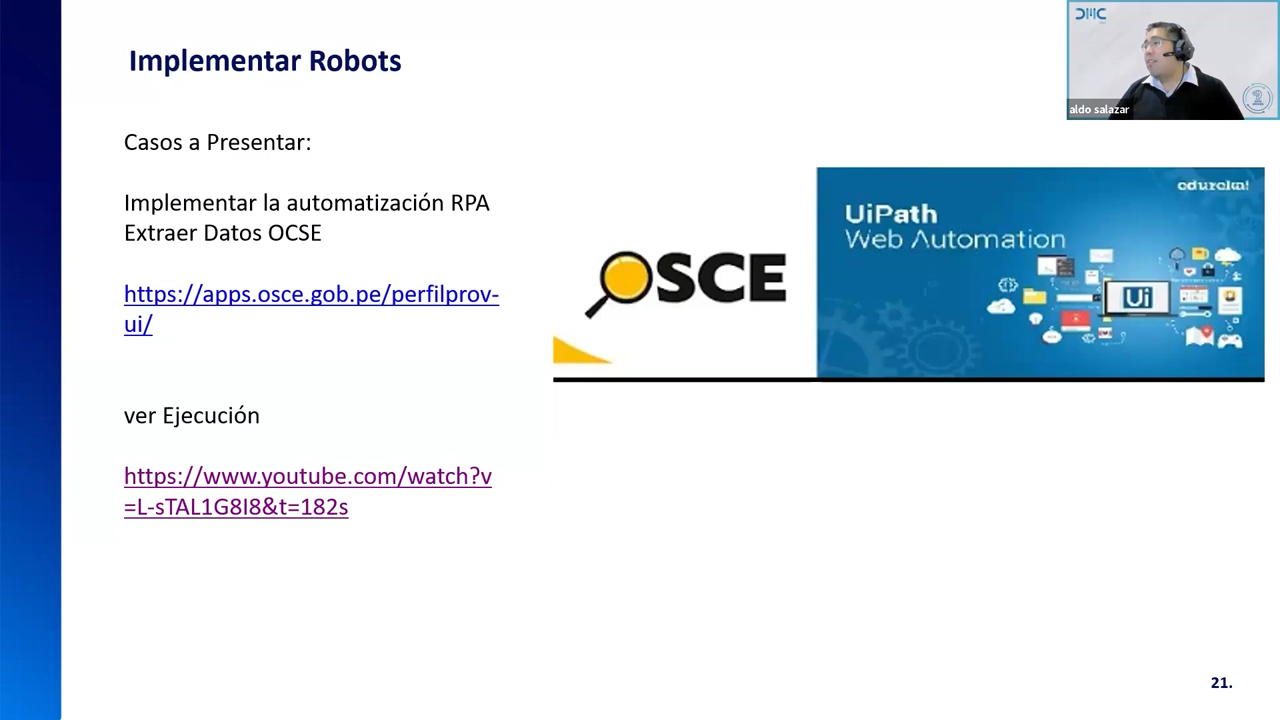 Implementar Robots
DMC
aldo salazar
Casos a Presentar:
Implementar la automatización RPA
Extraer Datos OCSE
https://apps.osce.gob.pe/perfilprov-
ui/
ver Ejecución
https://www.youtube.com/watch?v
=L-sTAL1G8I8&t=182s
OSCE
edureka!
UiPath
Web Automation
Ui
21.